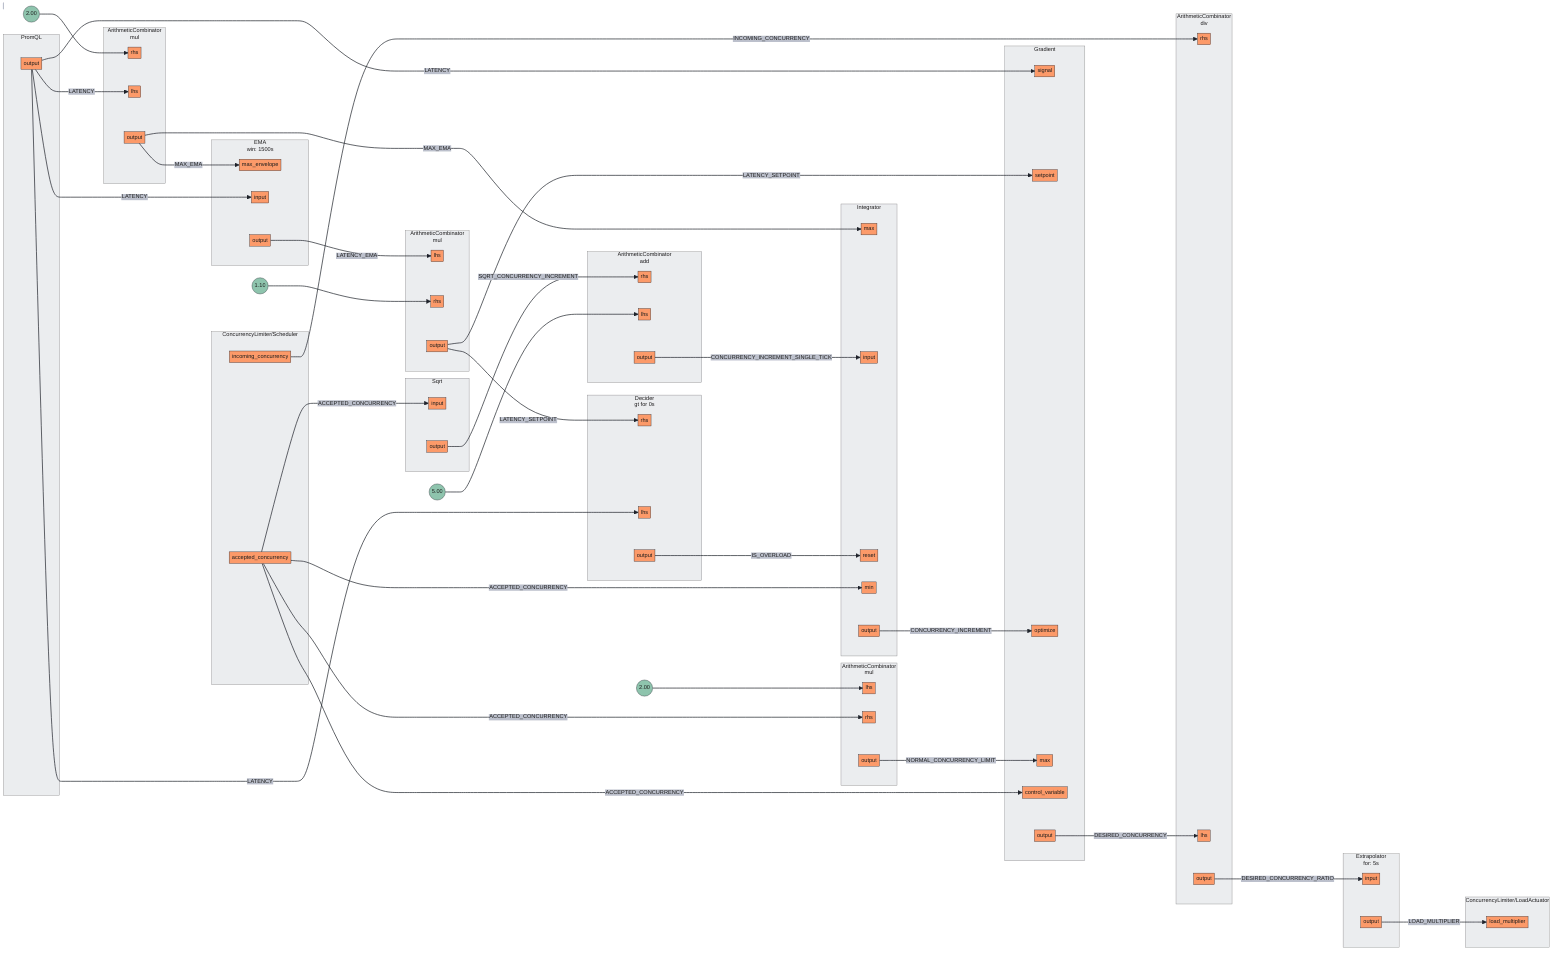 2.00
PromQL
output
ArithmeticCombinator
mul
rhs
LATENCY
lhs
output
MAX_EMA
LATENCY
EMA
win: 1500s
max_envelope
input
output
1.10
ConcurrencyLimiter/Scheduler
incoming_concurrency
accepted_concurrency
LATENCY
LATENCY_EMA
ArithmeticCombinator
mul
lhs
rhs
output
ACCEPTED_CONCURRENCY
Sqrt
input
output
5.00
LATENCY
MAX_EMA
SQRT_CONCURRENCY_INCREMENT
LATENCY_SETPOINT
ACCEPTED_CONCURRENCY
ACCEPTED_CONCURRENCY
ACCEPTED_CONCURRENCY
ArithmeticCombinator
add
rhs
lhs
output
Decider
gt for 0s
rhs
lhs
output
2.00
INCOMING_CONCURRENCY
LATENCY_SETPOINT
CONCURRENCY_INCREMENT_SINGLE_TICK
IS_OVERLOAD
Integrator
max
input
reset
min
output
ArithmeticCombinator
mul
lhs
rhs
output
CONCURRENCY_INCREMENT
NORMAL_CONCURRENCY_LIMIT
Gradient
signal
setpoint
optimize
max
control_variable
output
DESIRED_CONCURRENCY
ArithmeticCombinator
div
rhs
lhs
output
DESIRED_CONCURRENCY_RATIO
Extrapolator
for: 5s
input
output
LOAD_MULTIPLIER
ConcurrencyLimiter/LoadActuator
load_multiplier